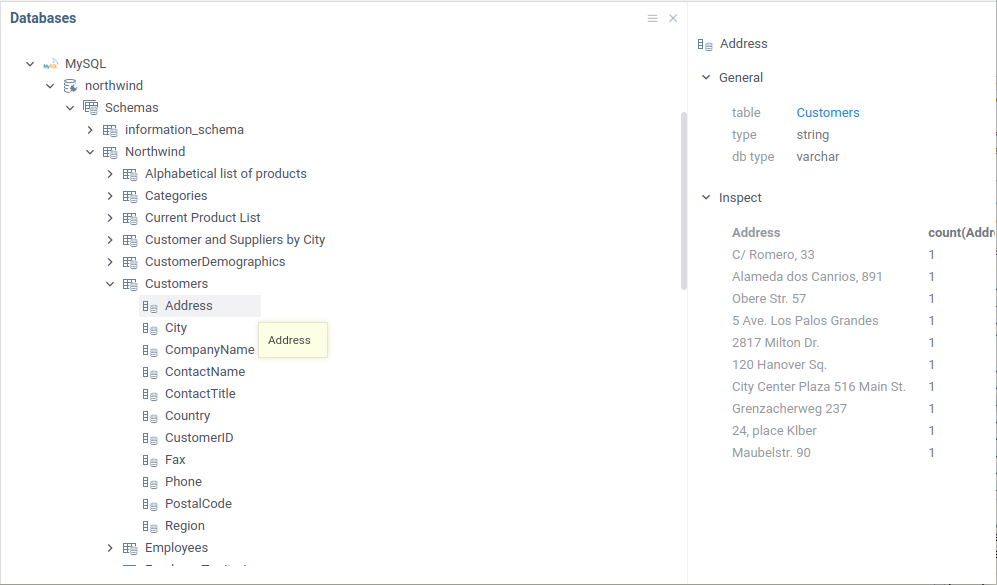 Databases
MySQL
northwind
Schemas
information_schema
Northwind
Alphabetical list of products
Categories
Current Product List
Customer and Suppliers by City
CustomerDemographics
Customers
Address
City
CompanyName
ContactName
ContactTitle
Country
CustomerID
Fax
Phone
PostalCode
Region
Employees
Address
Address
General
table Customers
type string
db type varchar
Inspect
Address count(Addr
C/ Romero, 33 1
Alameda dos Canrios, 891 1
Obere Str. 57 1
5 Ave. Los Palos Grandes 1
2817 Milton Dr. 1
120 Hanover Sq. 1
City Center Plaza 516 Main St. 1
Grenzacherweg 237 1
24, place Klber 1
Maubelstr. 90 1